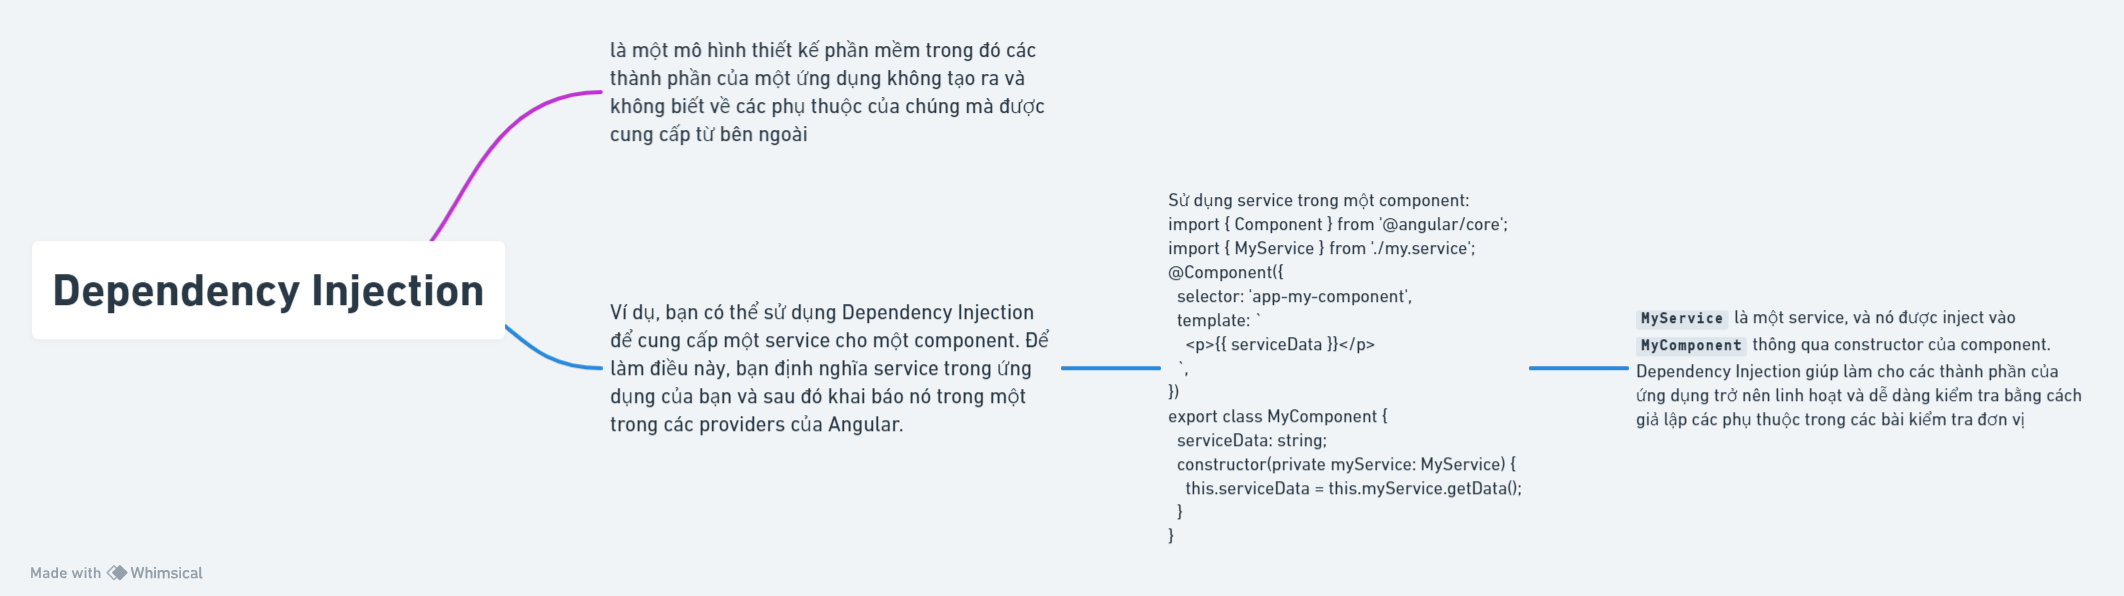 Dependency Injection
là một mô hình thiết kế phần mềm trong đó các
thành phần của một ứng dụng không tạo ra và
không biết về các phụ thuộc của chúng mà được
cung cấp từ bên ngoài
Ví dụ, bạn có thể sử dụng Dependency Injection
để cung cấp một service cho một component. Để
làm điều này, bạn định nghĩa service trong ứng
dụng của bạn và sau đó khai báo nó trong một
trong các providers của Angular.
Sử dụng service trong một component:
import { Component } from '@angular/core';
import { MyService } from './my.service';
@Component({
  selector: 'app-my-component',
  template: `
    <p>{{ serviceData }}</p>
  `,
})
export class MyComponent {
  serviceData: string;
  constructor(private myService: MyService) {
    this.serviceData = this.myService.getData();
  }
}
MyService là một service, và nó được inject vào
MyComponent thông qua constructor của component.
Dependency Injection giúp làm cho các thành phần của
ứng dụng trở nên linh hoạt và dễ dàng kiểm tra bằng cách
giả lập các phụ thuộc trong các bài kiểm tra đơn vị
Made with Whimsical